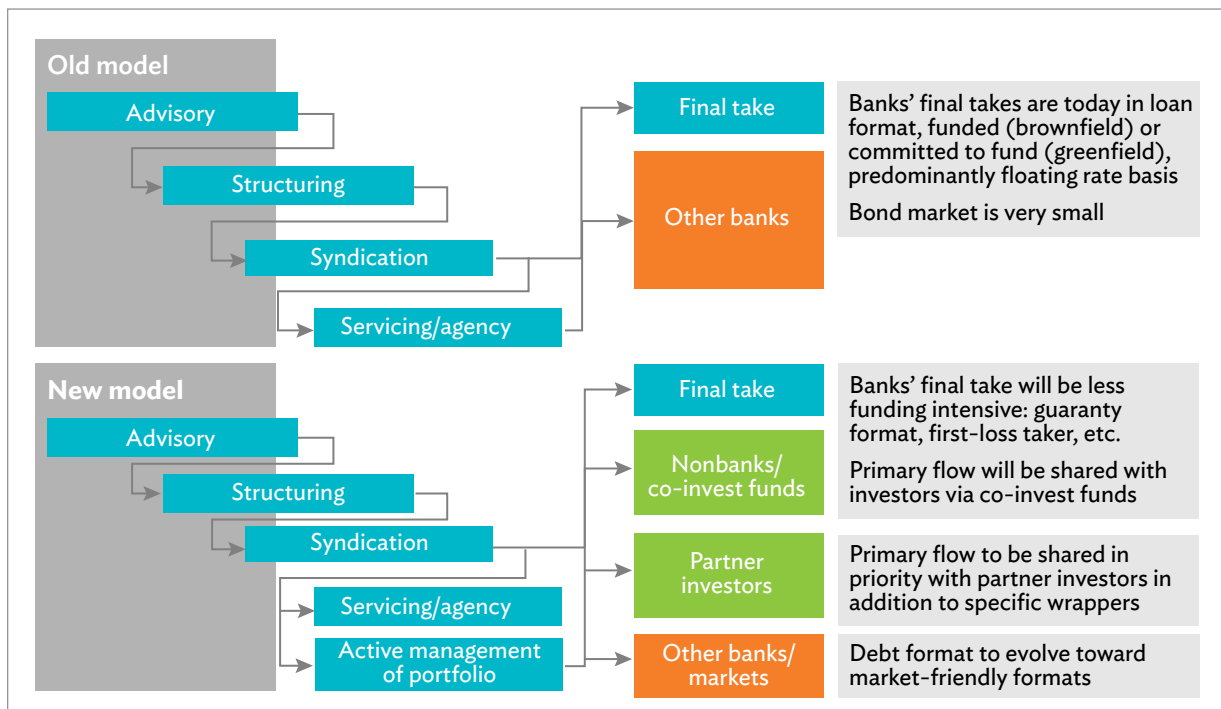 Old model
Advisory
Structuring
Syndication
Servicing/agency
Final take
Other banks
Banks’ final takes are today in loan
format, funded (brownfield) or
committed to fund (greenfield),
predominantly floating rate basis
Bond market is very small
New model
Advisory
Structuring
Syndication
Servicing/agency
Active management
of portfolio
Final take
Nonbanks/
co-invest funds
Partner
investors
Other banks/
markets
Banks’ final take will be less
funding intensive: guaranty
format, first-loss taker, etc.
Primary flow will be shared with
investors via co-invest funds
Primary flow to be shared in
priority with partner investors in
addition to specific wrappers
Debt format to evolve toward
market-friendly formats